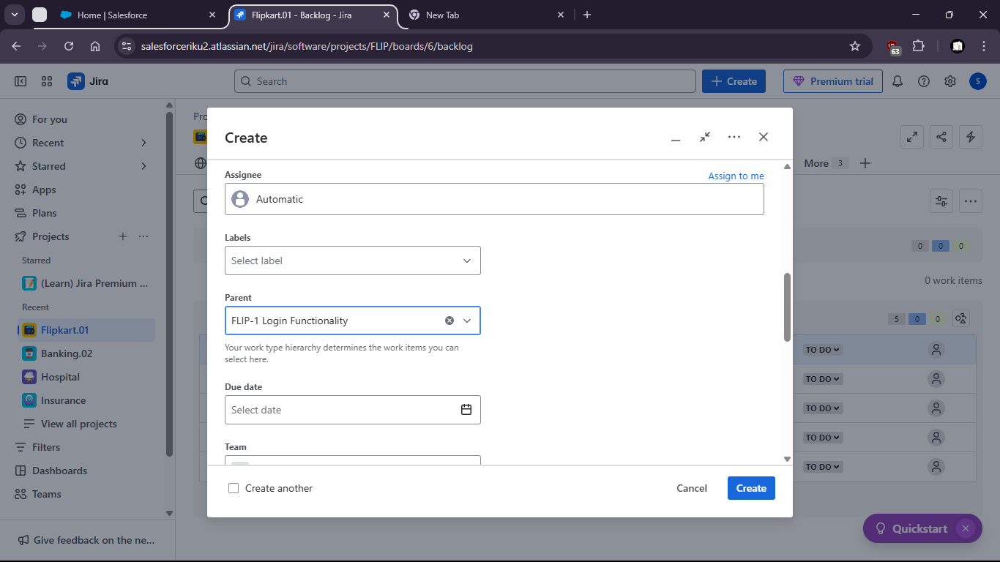 Home | Salesforce
Flipkart.01 - Backlog - Jira
New Tab
salesforceriku2.atlassian.net/jira/software/projects/FLIP/boards/6/backlog
63
Jira
Search
Create
Premium trial
S
For you
Recent
Starred
Apps
Plans
Projects
Starred
(Learn) Jira Premium ...
Recent
Flipkart.01
Banking.02
Hospital
Insurance
View all projects
Filters
Dashboards
Teams
Give feedback on the ne...
More 3
0 0 0
0 work items
5 0 0
TO DO
TO DO
TO DO
TO DO
TO DO
Quickstart
Create
Assignee
Assign to me
Automatic
Labels
Select label
Parent
FLIP-1 Login Functionality
Your work type hierarchy determines the work items you can
select here.
Due date
Select date
Team
Create another
Cancel
Create